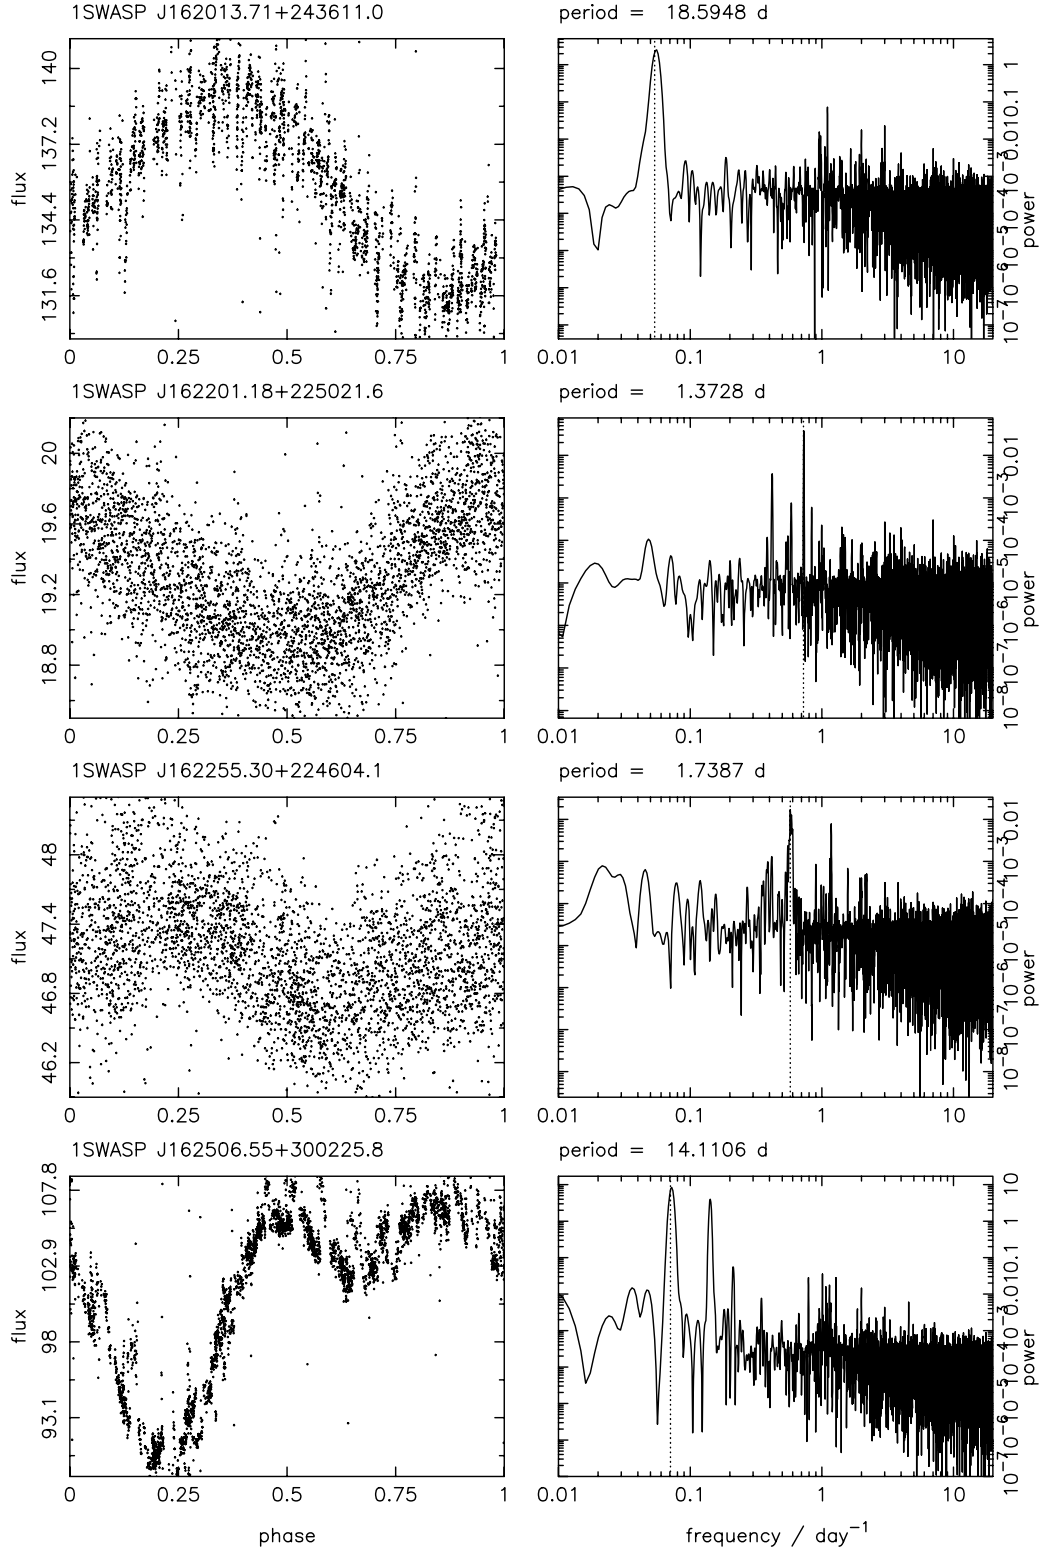 1SWASP J162013.71+243611.0
period = 18.5948 d
flux
140
137.2
134.4
131.6
0 0.25 0.5 0.75 1
power
1
0.1
0.01
10⁻³
10⁻⁴
10⁻⁵
10⁻⁶
10⁻⁷
0.01 0.1 1 10
1SWASP J162201.18+225021.6
period = 1.3728 d
flux
20
19.6
19.2
18.8
0 0.25 0.5 0.75 1
power
0.01
10⁻³
10⁻⁴
10⁻⁵
10⁻⁶
10⁻⁷
10⁻⁸
0.01 0.1 1 10
1SWASP J162255.30+224604.1
period = 1.7387 d
flux
48
47.4
46.8
46.2
0 0.25 0.5 0.75 1
power
0.01
10⁻³
10⁻⁴
10⁻⁵
10⁻⁶
10⁻⁷
10⁻⁸
0.01 0.1 1 10
1SWASP J162506.55+300225.8
period = 14.1106 d
flux
107.8
102.9
98
93.1
0 0.25 0.5 0.75 1
phase
power
10
1
0.1
0.01
10⁻³
10⁻⁴
10⁻⁵
10⁻⁶
10⁻⁷
0.01 0.1 1 10
frequency / day⁻¹